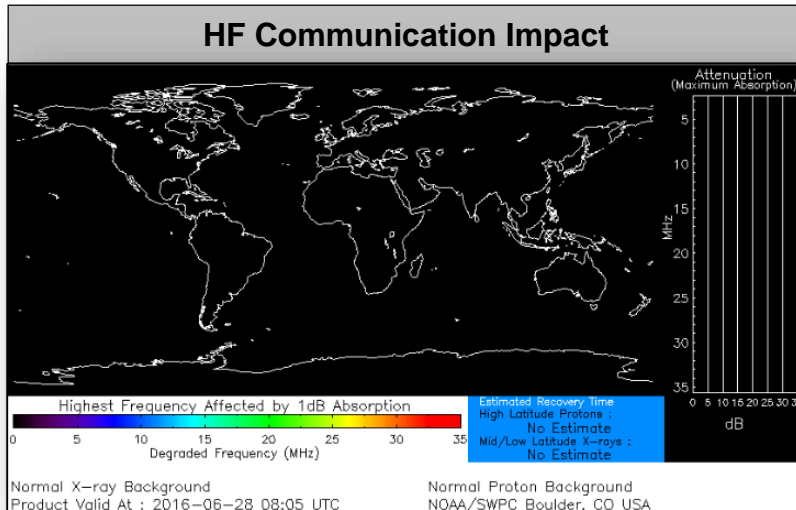 HF Communication Impact
Attenuation
(Maximum Absorption)
5
10
15
20
25
30
35
MHz
0 5 10 15 20 25 30 3
dB
Highest Frequency Affected by 1dB Absorption
0 5 10 15 20 25 30 35
Degraded Frequency (MHz)
Estimated Recovery Time
High Latitude Protons :
No Estimate
Mid/Low Latitude X-rays :
No Estimate
Normal X-ray Background
Normal Proton Background
Product Valid At : 2016-06-28 08:05 UTC
NOAA/SWPC Boulder, CO USA